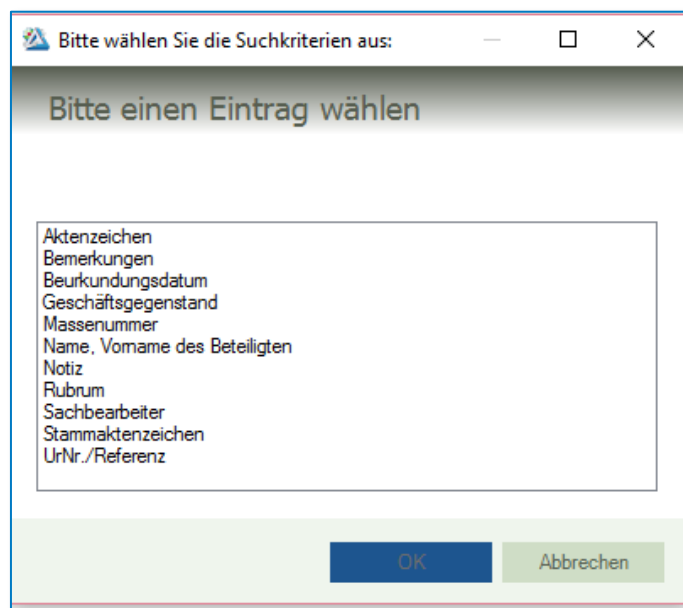 Bitte wählen Sie die Suchkriterien aus:
Bitte einen Eintrag wählen
Aktenzeichen
Bemerkungen
Beurkundungsdatum
Geschäftsgegenstand
Massenummer
Name, Vorname des Beteiligten
Notiz
Rubrum
Sachbearbeiter
Stammaktenzeichen
UrNr./Referenz
OK Abbrechen